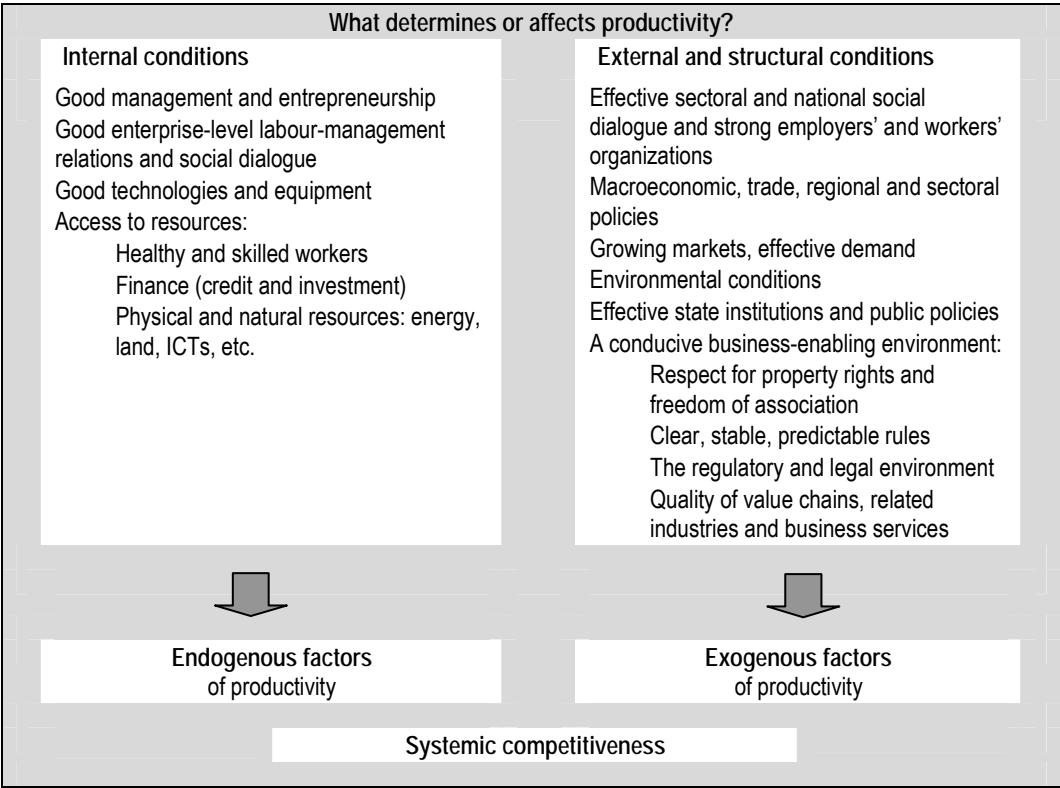 What determines or affects productivity?
Internal conditions
Good management and entrepreneurship
Good enterprise-level labour-management
relations and social dialogue
Good technologies and equipment
Access to resources:
Healthy and skilled workers
Finance (credit and investment)
Physical and natural resources: energy,
land, ICTs, etc.
External and structural conditions
Effective sectoral and national social
dialogue and strong employers’ and workers’
organizations
Macroeconomic, trade, regional and sectoral
policies
Growing markets, effective demand
Environmental conditions
Effective state institutions and public policies
A conducive business-enabling environment:
Respect for property rights and
freedom of association
Clear, stable, predictable rules
The regulatory and legal environment
Quality of value chains, related
industries and business services
Endogenous factors
of productivity
Exogenous factors
of productivity
Systemic competitiveness